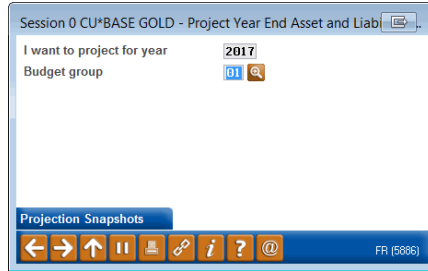 Session 0 CU*BASE GOLD - Project Year End Asset and Liabi
I want to project for year 2017
Budget group 01
Projection Snapshots
i ? @
FR (5886)